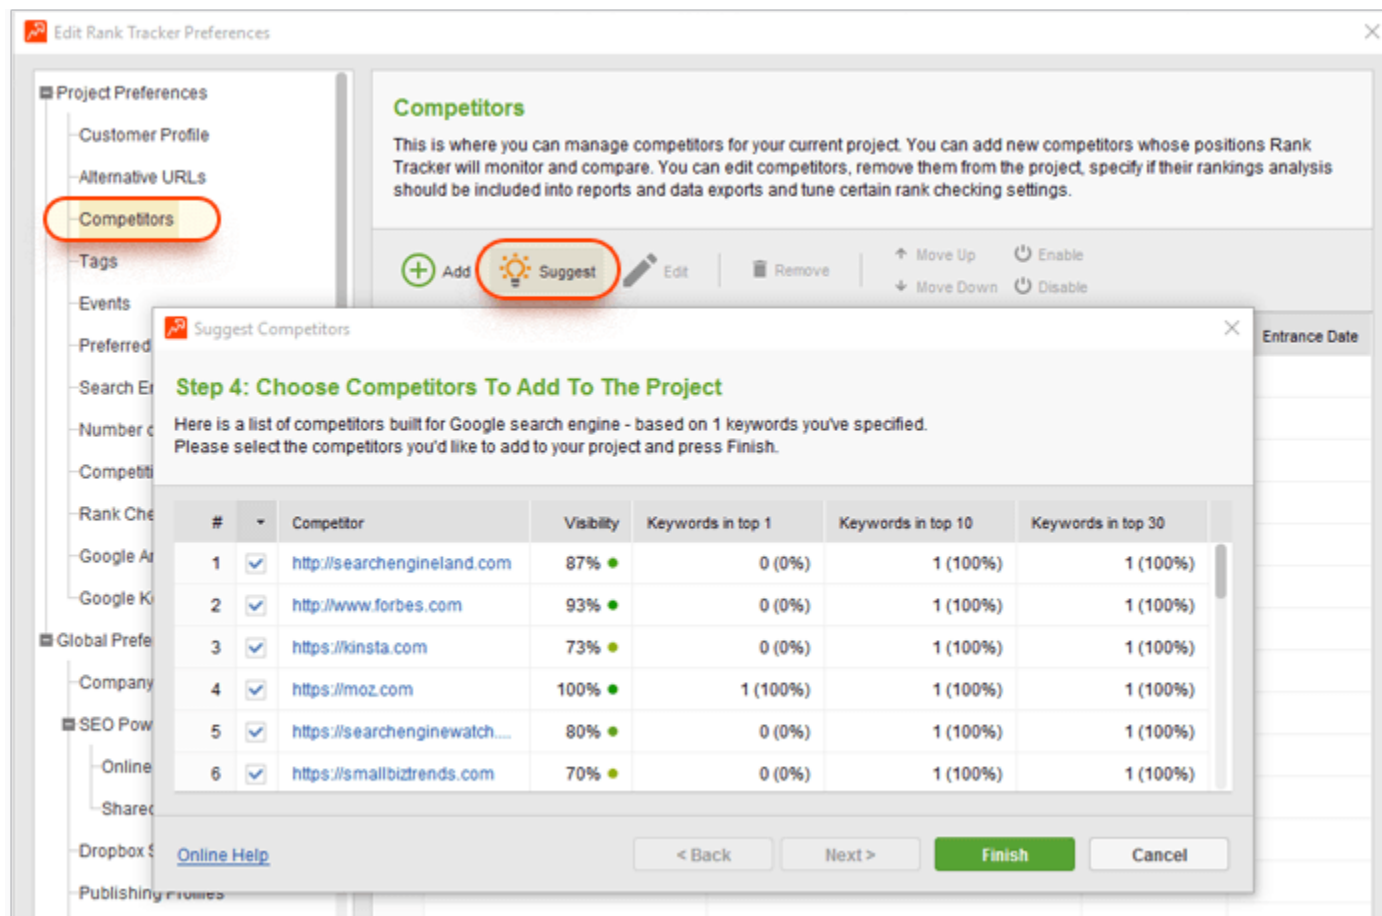 Edit Rank Tracker Preferences
Project Preferences
Customer Profile
Alternative URLs
Competitors
Tags
Events
Preferred
Search
Number
Rank
Google
Google
Global
Company
SEO
Online
Shared
Dropbox
Publishing Profiles
Competitors
This is where you can manage competitors for your current project. You can add new competitors whose positions Rank
Tracker will monitor and compare. You can edit competitors, remove them from the project, specify if their rankings analysis
should be included into reports and data exports and tune certain rank checking settings.
Add
Suggest
Edit
Remove
Move Up
Enable
Move Down
Disable
Entrance Date
Suggest Competitors
Step 4: Choose Competitors To Add To The Project
Here is a list of competitors built for Google search engine - based on 1 keywords you've specified.
Please select the competitors you'd like to add to your project and press Finish.
# Competitor Visibility Keywords in top 1 Keywords in top 10 Keywords in top 30
1 http://searchengineland.com 87% 0 (0%) 1 (100%) 1 (100%)
2 http://www.forbes.com 93% 0 (0%) 1 (100%) 1 (100%)
3 https://kinsta.com 73% 0 (0%) 1 (100%) 1 (100%)
4 https://moz.com 100% 1 (100%) 1 (100%) 1 (100%)
5 https://searchenginewatch.... 80% 0 (0%) 1 (100%) 1 (100%)
6 https://smallbiztrends.com 70% 0 (0%) 1 (100%) 1 (100%)
Online Help
< Back
Next >
Finish
Cancel